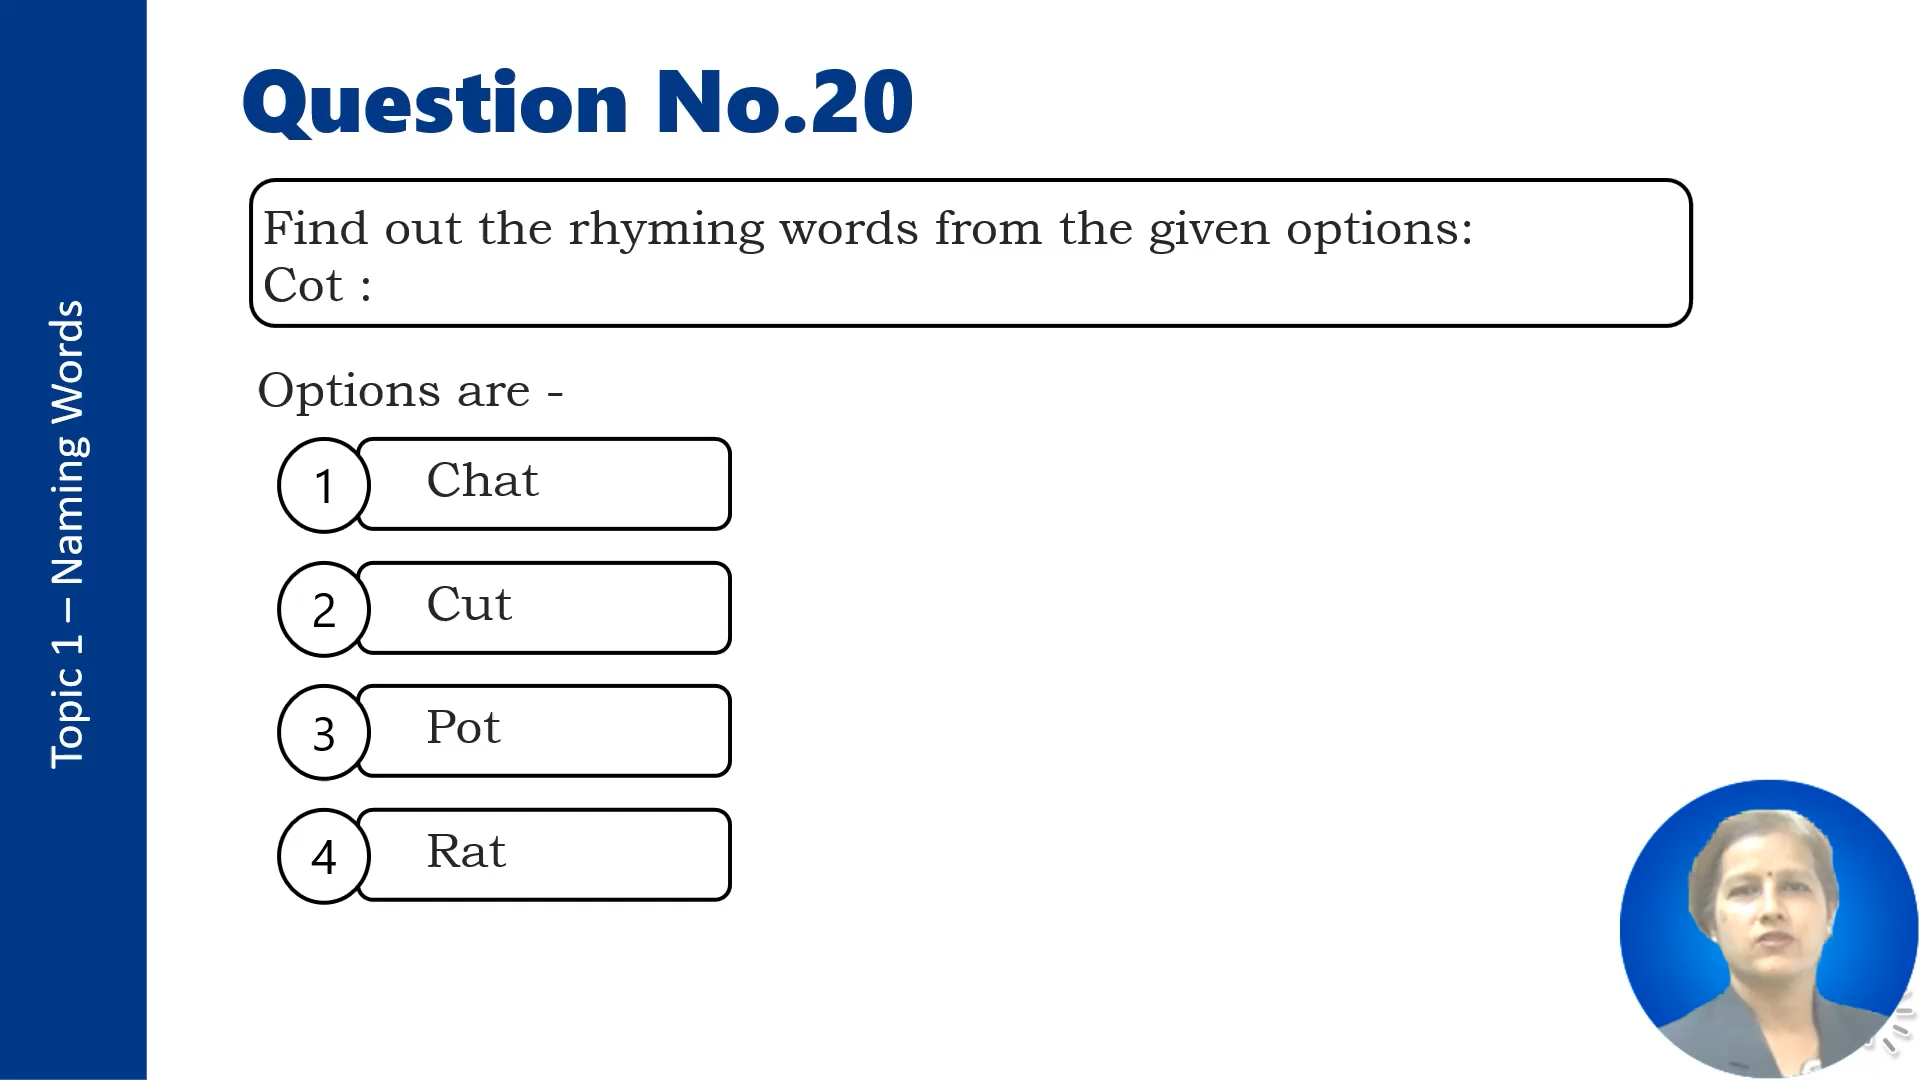 Topic 1 – Naming Words
Question No.20
Find out the rhyming words from the given options:
Cot :
Options are -
1 Chat
2 Cut
3 Pot
4 Rat